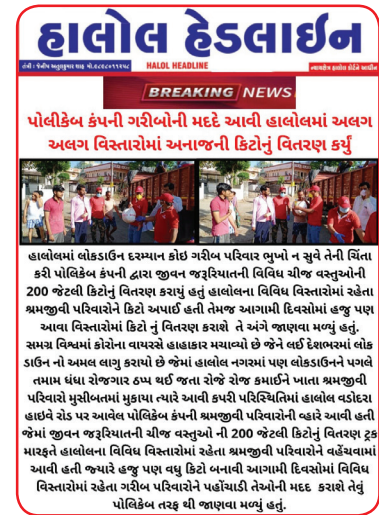 હાલોલ હેડલાઇન
HALOL HEADLINE
BREAKING NEWS
પોલીકેબ કંપની ગરીબોની મદદે આવી હાલોલમાં અલગ
અલગ વિસ્તારોમાં અનાજની કિટોનું વિતરણ કર્યું
હાલોલમાં લોકડાઉન દરમ્યાન કોઇ ગરીબ પરિવાર ભુખો ન સુવે તેની ચિંતા
કરી પોલિકેબ કંપની દ્વારા જીવન જરૂરિયાતની વિવિધ ચીજ વસ્તુઓની
200 જેટલી કિટોનું વિતરણ કરાયું હતું હાલોલના વિવિધ વિસ્તારોમાં રહેતા
શ્રમજીવી પરિવારોને કિટો અપાઈ હતી તેમજ આગામી દિવસોમાં હજુ પણ
આવા વિસ્તારોમાં કિટો નું વિતરણ કરાશે તે અંગે જાણવા મળ્યું હતું.
સમગ્ર વિશ્વમાં કોરોના વાયરસે હાહાકાર મચાવ્યો છે જેને લઈ દેશભરમાં લોક
ડાઉન નો અમલ લાગુ કરાયો છે જેમાં હાલોલ નગરમાં પણ લોકડાઉનને પગલે
તમામ ધંધા રોજગાર ઠપ્પ થઈ જતા રોજે રોજ કમાઈને ખાતા શ્રમજીવી
પરિવારો મુસીબતમાં મુકાયા ત્યારે આવી કપરી પરિસ્થિતિમાં હાલોલ વડોદરા
હાઇવે રોડ પર આવેલ પોલિકેબ કંપની શ્રમજીવી પરિવારોની વ્હારે આવી હતી
જેમાં જીવન જરૂરિયાતની ચીજ વસ્તુઓ ની 200 જેટલી કિટોનું વિતરણ ટ્રક
મારફતે હાલોલના વિવિધ વિસ્તારોમાં રહેતા શ્રમજીવી પરિવારોને વહેંચવામાં
આવી હતી જ્યારે હજુ પણ વધુ કિટો બનાવી આગામી દિવસોમાં વિવિધ
વિસ્તારોમાં રહેતા ગરીબ પરિવારોને પહોંચાડી તેઓની મદદ કરાશે તેવું
પોલિકેબ તરફ થી જાણવા મળ્યું હતું.